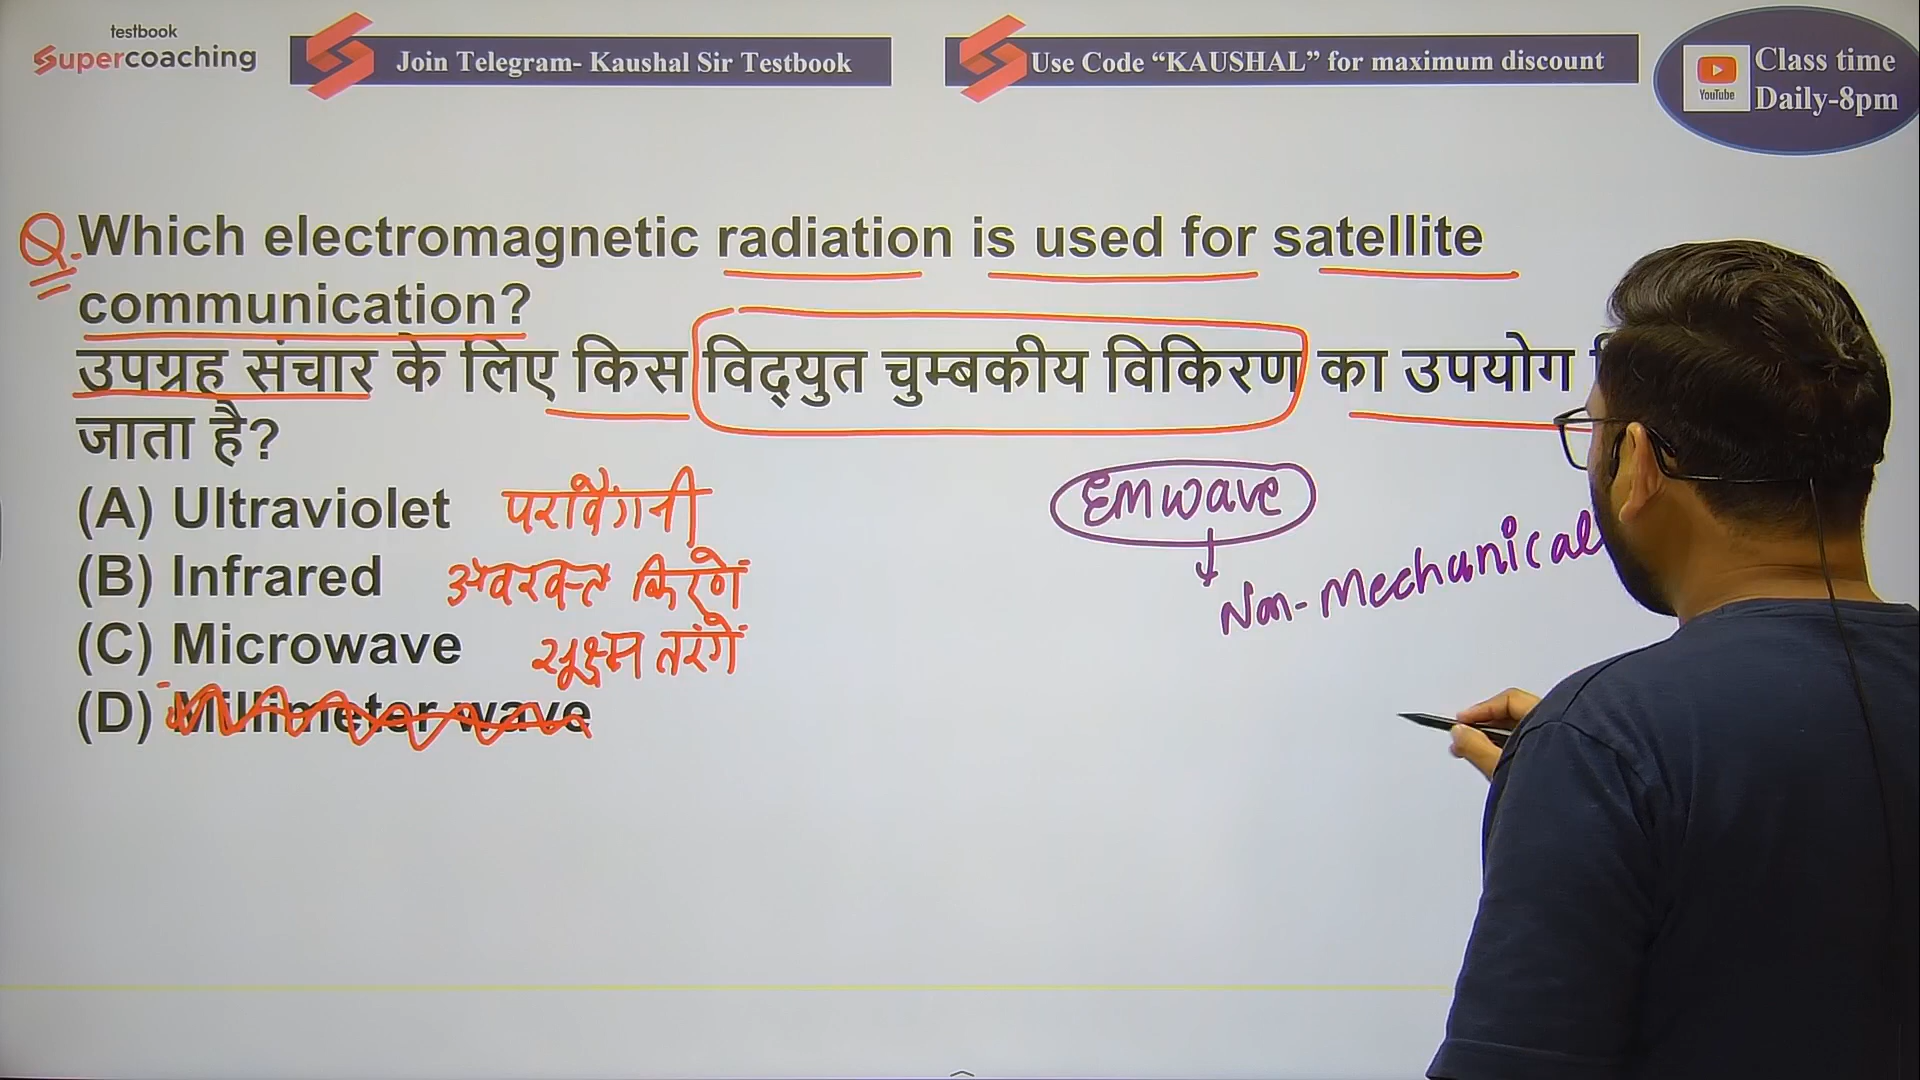 testbook
Supercoaching
Join Telegram- Kaushal Sir Testbook
Use Code “KAUSHAL” for maximum discount
YouTube
Class time
Daily-8pm
Q. Which electromagnetic radiation is used for satellite
communication?
उपग्रह संचार के लिए किस विद्युत चुम्बकीय विकिरण का उपयोग
जाता है?
(A) Ultraviolet परावैंगनी
(B) Infrared अवरक्त किरणें
(C) Microwave सूक्ष्म तरंगें
(D) Millimeter wave
EM wave
Non-Mechanical